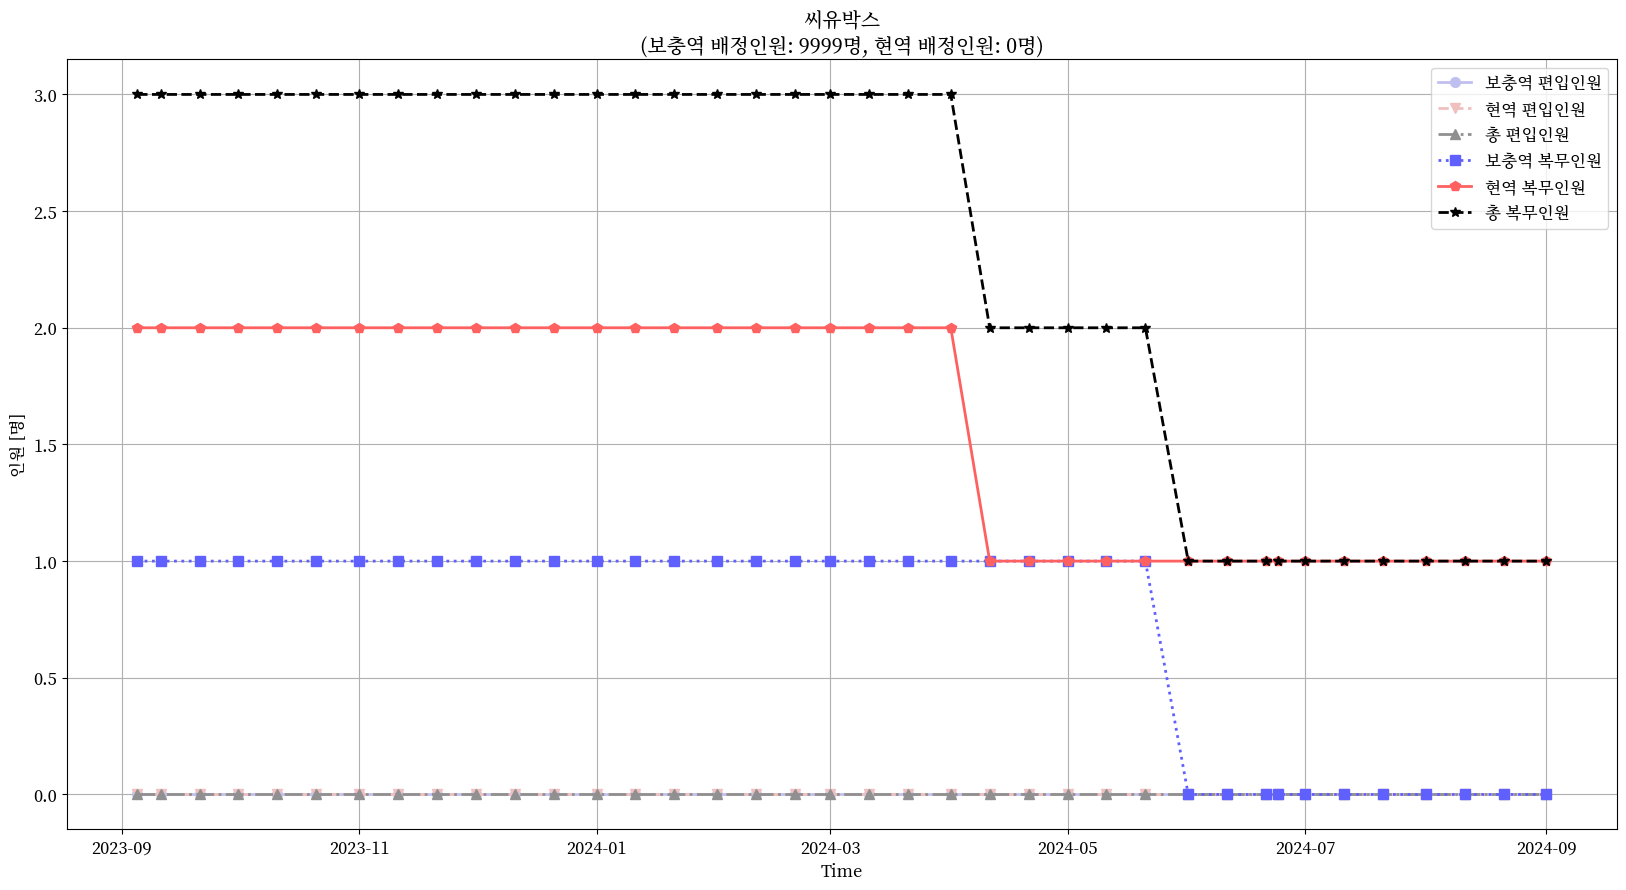 씨유박스
(보충역 배정인원: 9999명, 현역 배정인원: 0명)
보충역 편입인원
현역 편입인원
총 편입인원
보충역 복무인원
현역 복무인원
총 복무인원
인원 [명]
3.0
2.5
2.0
1.5
1.0
0.5
0.0
2023-09
2023-11
2024-01
2024-03
2024-05
2024-07
2024-09
Time